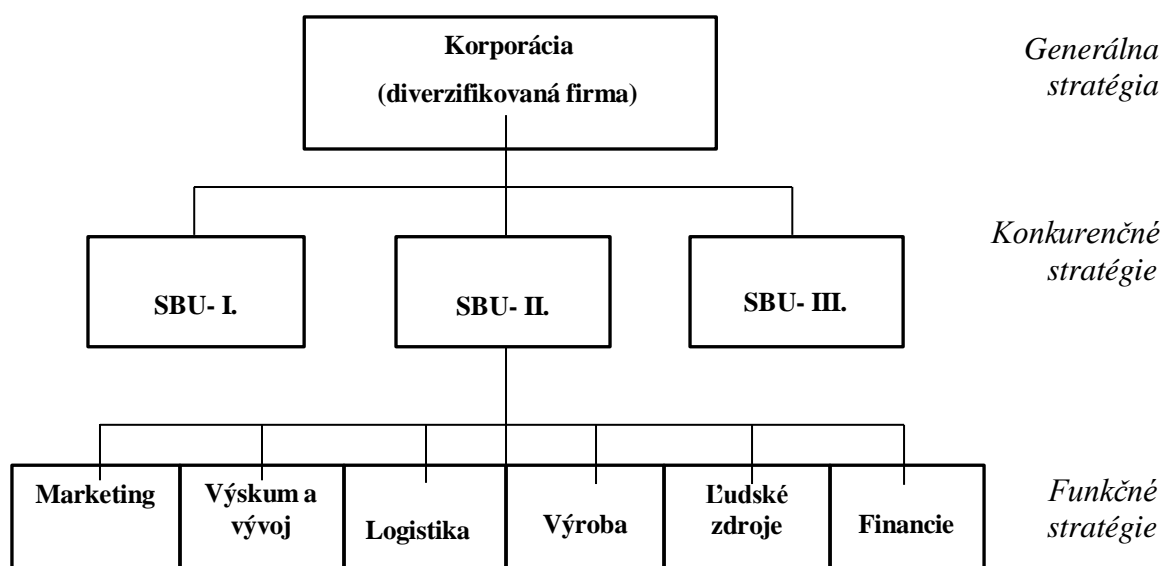 Korporácia
(diverzifikovaná firma)
Generálna
stratégia
SBU- I.
SBU- II.
SBU- III.
Konkurenčné
stratégie
Marketing
Výskum a
vývoj
Logistika
Výroba
Ľudské
zdroje
Financie
Funkčné
stratégie